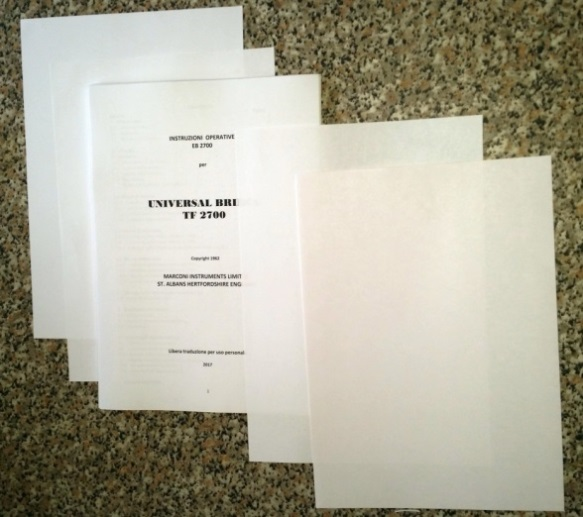 INSTRUZIONI OPERATIVE
EB 2700
per
UNIVERSAL BRI
TF 2700
Copyright 1963
MARCONI INSTRUMENTS LIMIT
ST. ALBANS HERTFORDSHIRE ENG
Libera traduzione per uso personal
2017
1